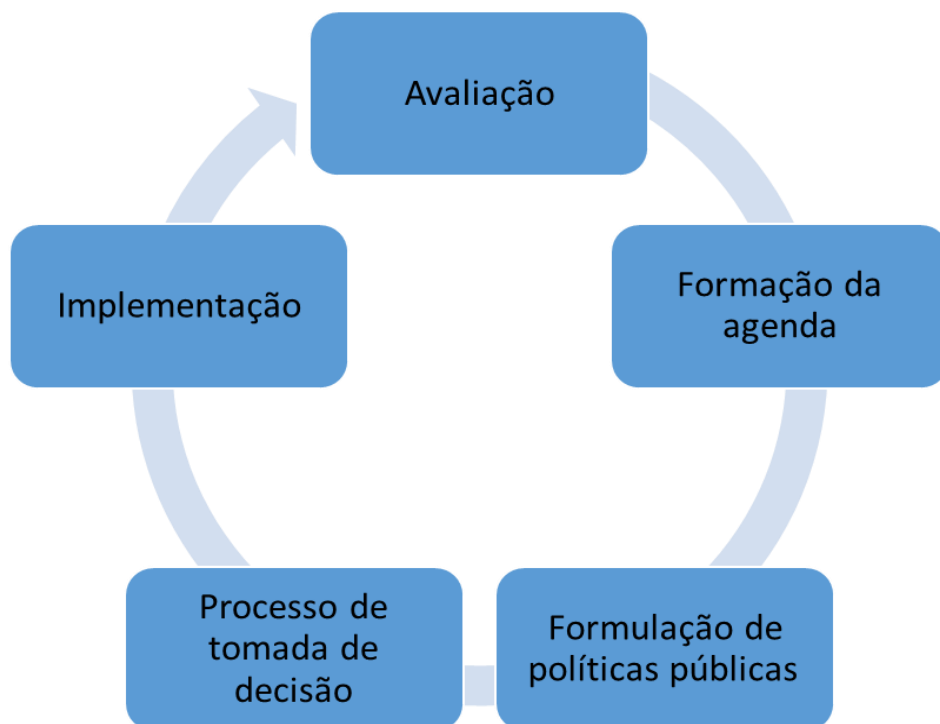 Avaliação
Formação da
agenda
Formulação de
políticas públicas
Processo de
tomada de
decisão
Implementação